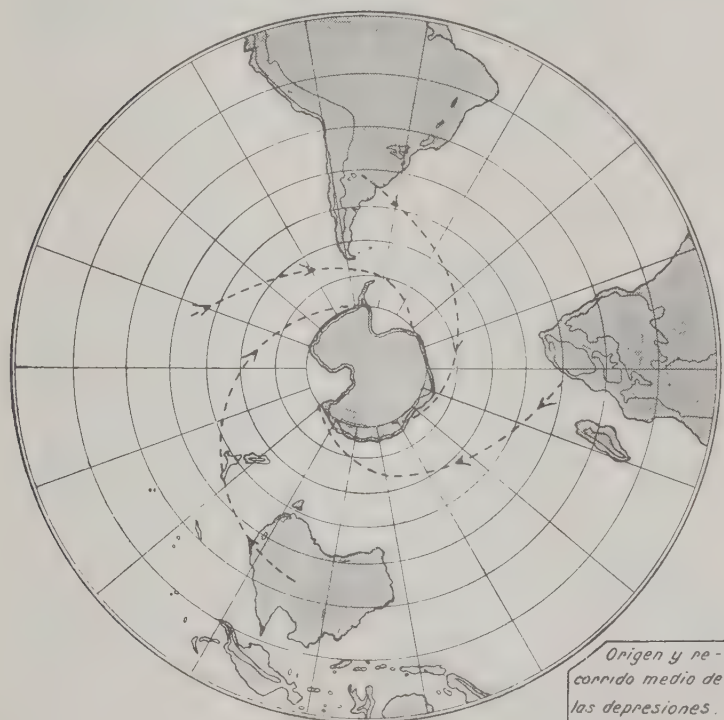 Origen y re-
corrido medio de
las depresiones.